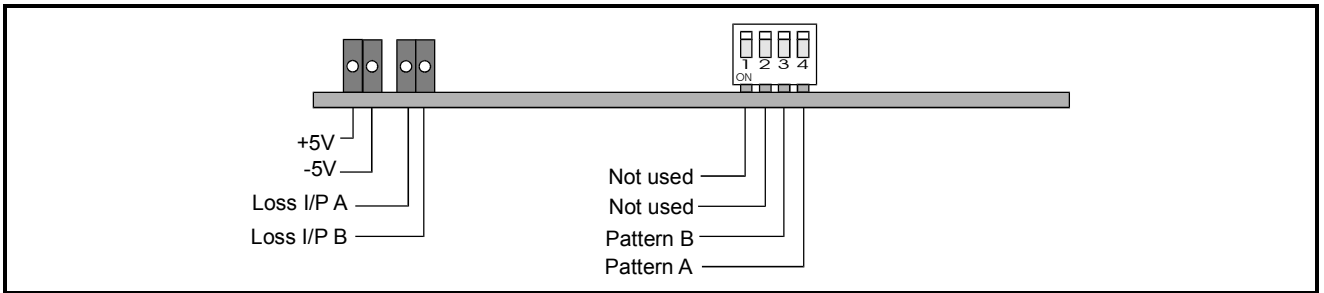 1 2 3 4
ON
+5V
-5V
Loss I/P A
Loss I/P B
Not used
Not used
Pattern B
Pattern A